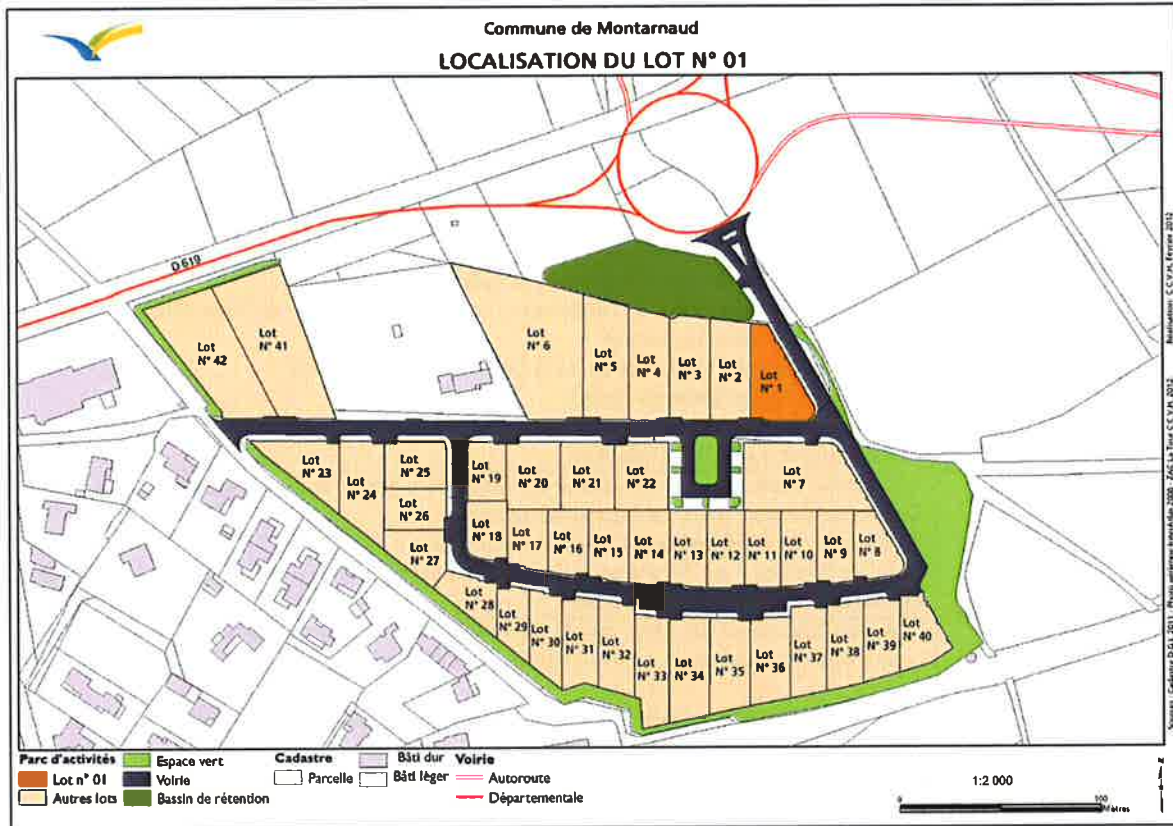 Commune de Montarnaud
LOCALISATION DU LOT N° 01
D619
Lot
N° 42
Lot
N° 41
Lot
N° 6
Lot
N° 5
Lot
N° 4
Lot
N° 3
Lot
N° 2
Lot
N° 1
Lot
N° 23
Lot
N° 24
Lot
N° 25
Lot
N° 26
Lot
N° 27
Lot
N° 19
Lot
N° 20
Lot
N° 21
Lot
N° 22
Lot
N° 7
Lot
N° 18
Lot
N° 17
Lot
N° 16
Lot
N° 15
Lot
N° 14
Lot
N° 13
Lot
N° 12
Lot
N° 11
Lot
N° 10
Lot
N° 9
Lot
N° 8
Lot
N° 28
Lot
N° 29
Lot
N° 30
Lot
N° 31
Lot
N° 32
Lot
N° 33
Lot
N° 34
Lot
N° 35
Lot
N° 36
Lot
N° 37
Lot
N° 38
Lot
N° 39
Lot
N° 40
Parc d'activités
Lot n° 01
Autres lots
Espace vert
Voirie
Bassin de rétention
Cadastre
Parcelle
Bâti dur
Bâti léger
Voirie
Autoroute
Départementale
1:2 000
0
100
Mètres